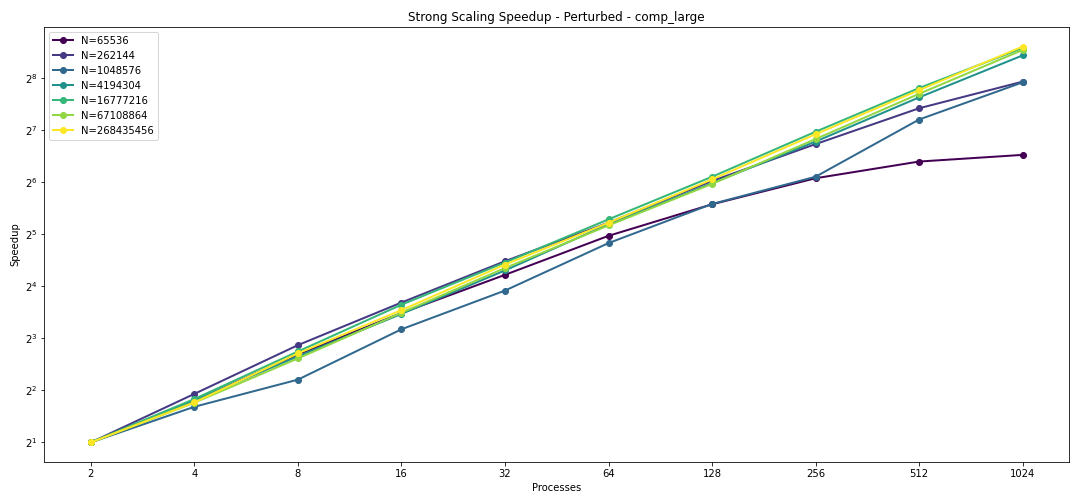 Strong Scaling Speedup - Perturbed - comp_large
N=65536
N=262144
N=1048576
N=4194304
N=16777216
N=67108864
N=268435456
Speedup
2^8
2^7
2^6
2^5
2^4
2^3
2^2
2^1
2 4 8 16 32 64 128 256 512 1024
Processes